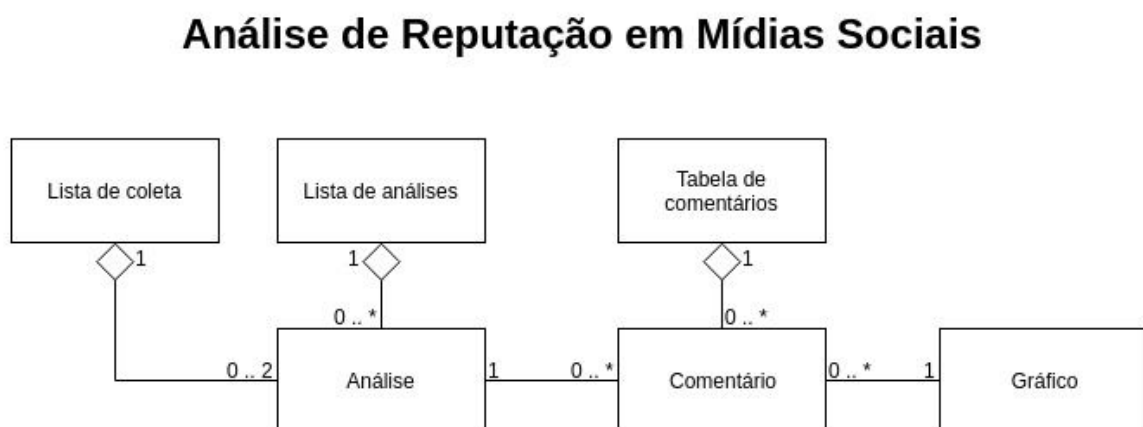 Análise de Reputação em Mídias Sociais
Lista de coleta
Lista de análises
Tabela de
comentários
1
1
1
0 .. *
0 .. *
0 .. 2
Análise
1
0 .. *
Comentário
0 .. *
1
Gráfico